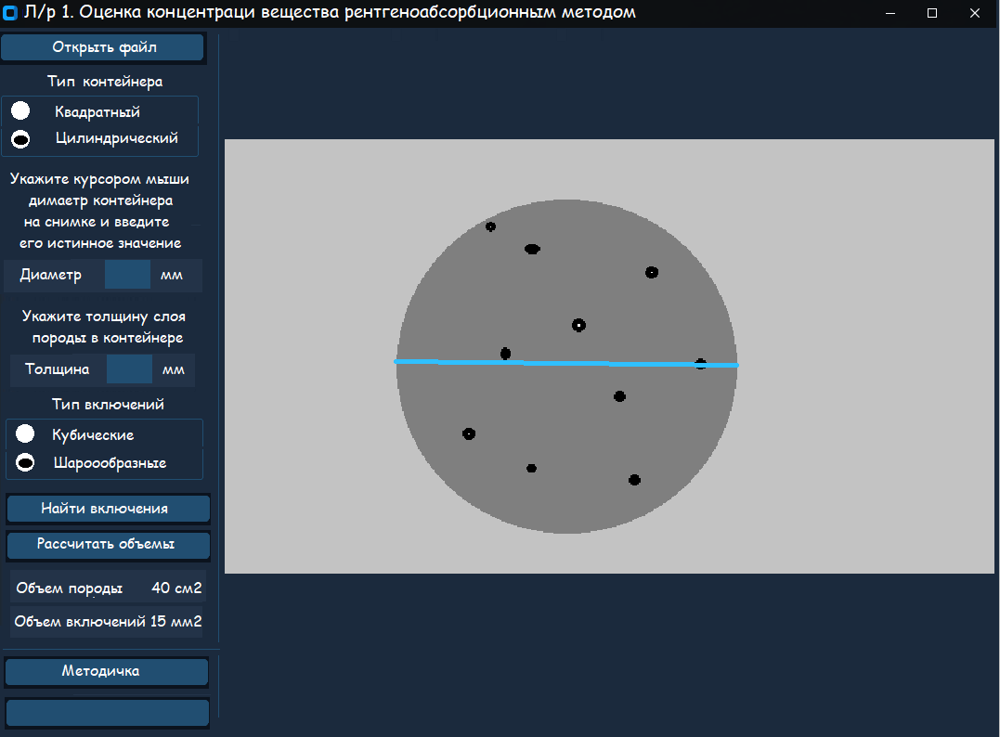 Л/р 1. Оценка концентраци вещества рентгеноабсорбционным методом
Открыть файл
Тип контейнера
Квадратный
Цилиндрический
Укажите курсором мыши
димаетр контейнера
на снимке и введите
его истинное значение
Диаметр мм
Укажите толщину слоя
породы в контейнере
Толщина мм
Тип включений
Кубические
Шароообразные
Найти включения
Рассчитать объемы
Объем породы 40 см2
Объем включений 15 мм2
Методичка